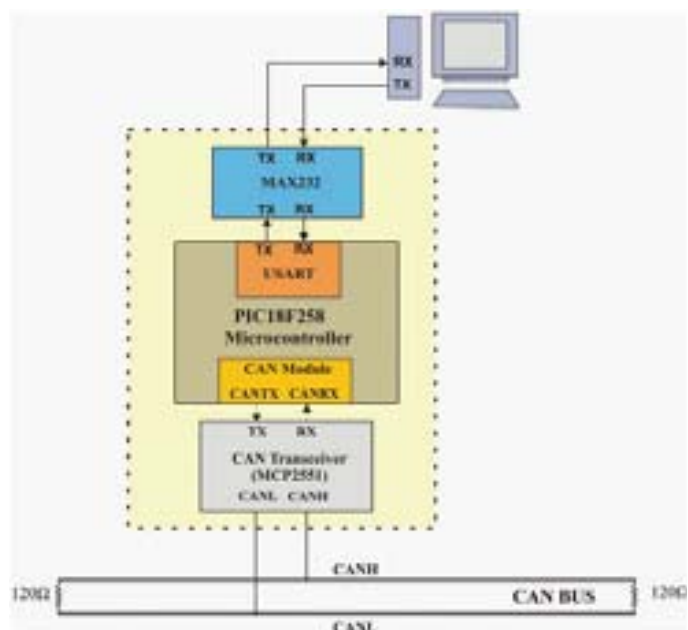 RX
TX
TX RX
MAX232
TX RX
TX RX
USART
PIC18F258
Microcontroller
CAN Module
CANTX CANRX
TX RX
CAN Transceiver
(MCP2551)
CANL CANH
CANH
120Ω CAN BUS 120Ω
CANL